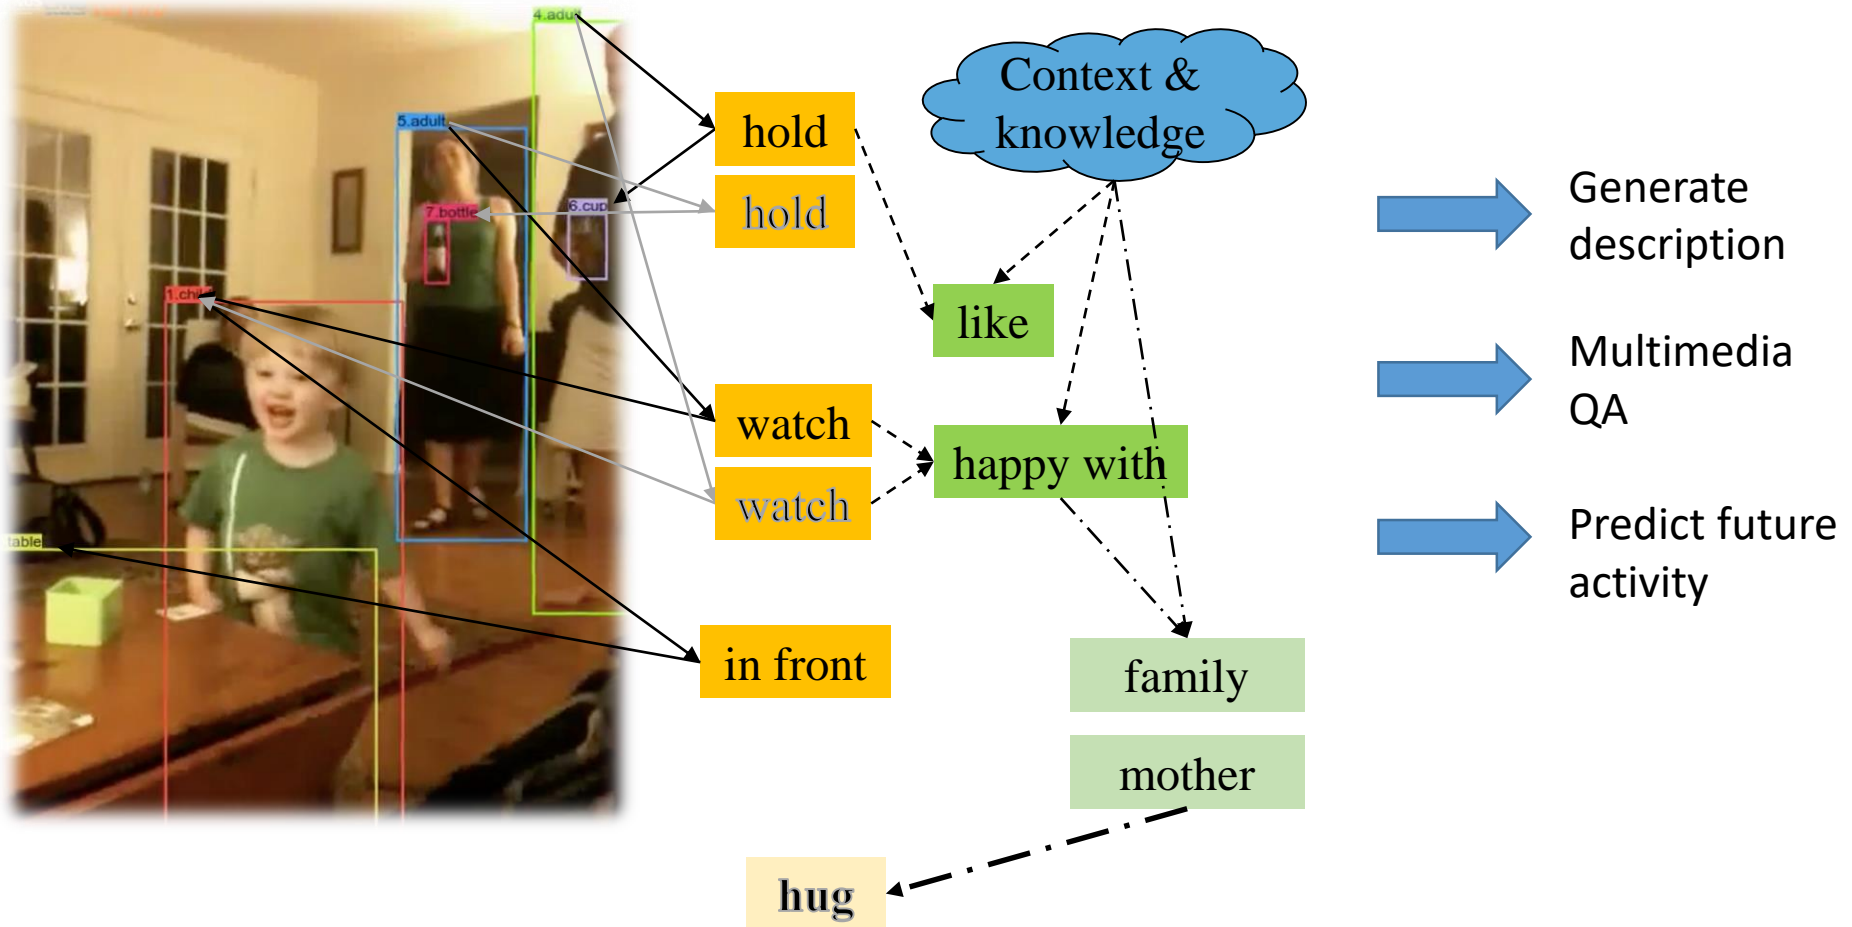 4.adult
5.adult
7.bottle
6.cup
1.child
table
hold
hold
watch
watch
in front
Context &
knowledge
like
happy with
family
mother
hug
Generate
description
Multimedia
QA
Predict future
activity